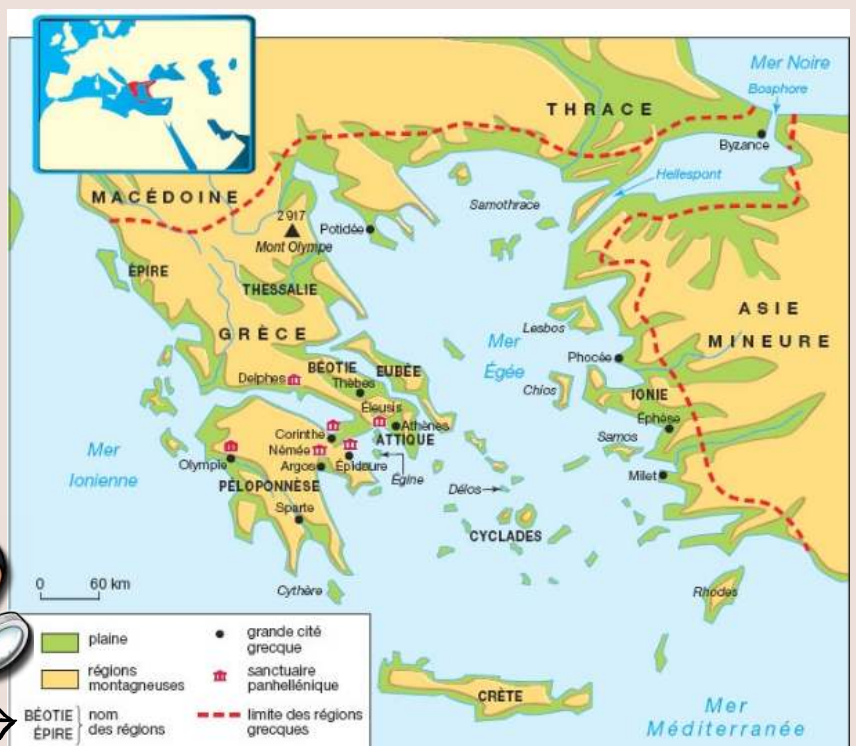 Mer Noire
Bosphore
THRACE
Byzance
MACÉDOINE
Hellespont
Samothrace
2 917
Potidée
Mont Olympe
ÉPIRE
THESSALIE
ASIE
MINEURE
GRÈCE
Lesbos
Mer
Égée
Phocée
BÉOTIE
EUBÉE
Delphes
Thèbes
Chios
IONIE
Éleusis
Athènes
Éphèse
Corinthe
ATTIQUE
Samos
Mer
Ionienne
Némée
Olympie
Argos
Épidaure
Égine
Milet
PÉLOPONNÈSE
Délos
Sparte
CYCLADES
0 60 km
Cythère
Rhodes
CRÈTE
Mer
Méditerranée
plaine
régions
montagneuses
BÉOTIE
ÉPIRE
nom
des régions
grande cité
grecque
sanctuaire
panhellénique
limite des régions
grecques